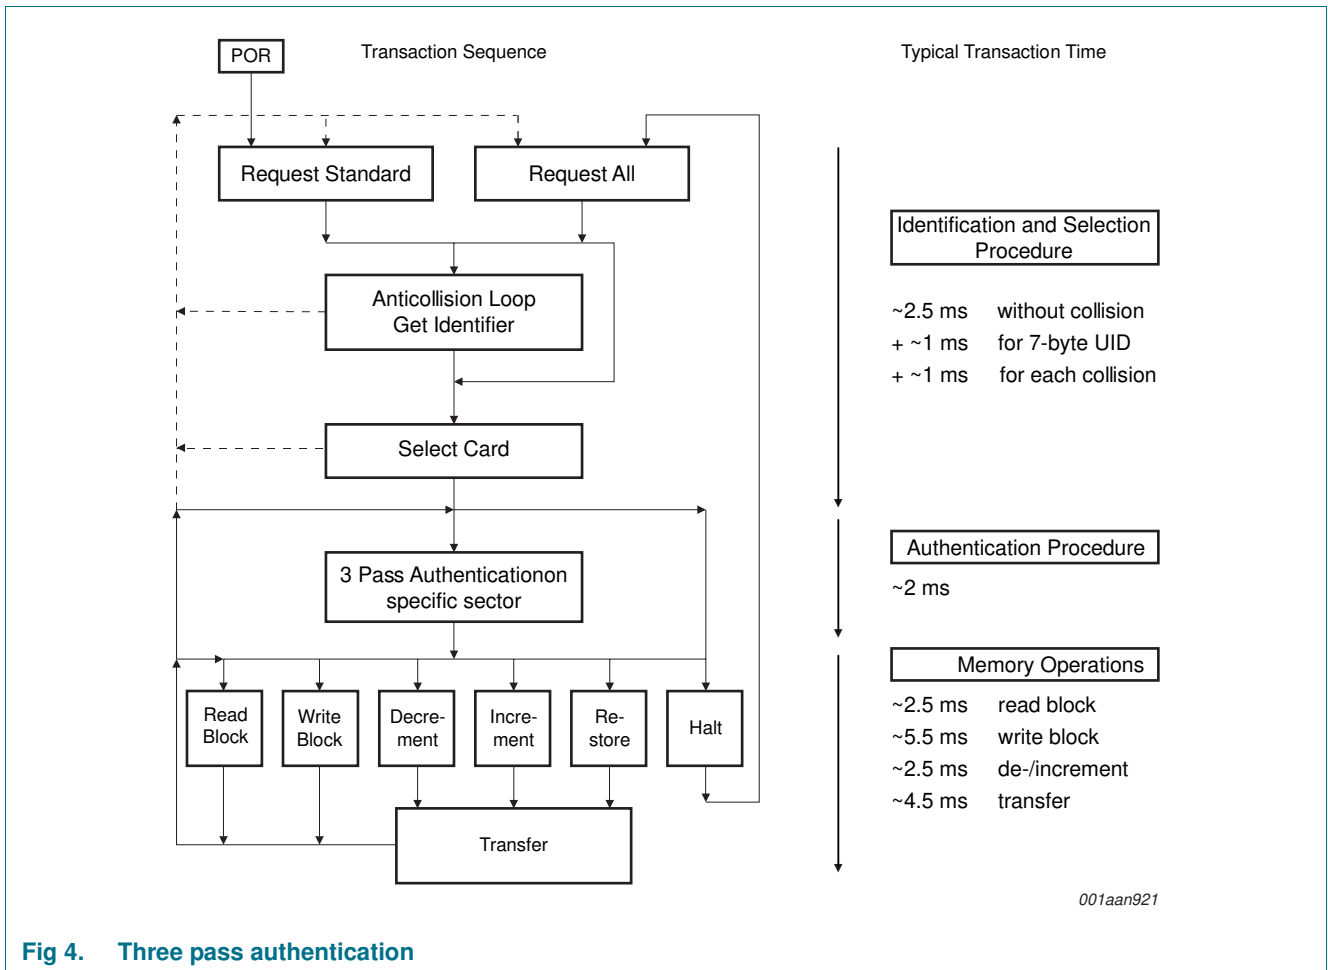 POR
Transaction Sequence
Typical Transaction Time
Request Standard
Request All
Identification and Selection
Procedure
Anticollision Loop
Get Identifier
~2.5 ms without collision
+ ~1 ms for 7-byte UID
+ ~1 ms for each collision
Select Card
Authentication Procedure
3 Pass Authenticationon
specific sector
~2 ms
Memory Operations
Read
Block
Write
Block
Decre-
ment
Incre-
ment
Re-
store
Halt
~2.5 ms read block
~5.5 ms write block
~2.5 ms de-/increment
~4.5 ms transfer
Transfer
001aan921
Fig 4. Three pass authentication